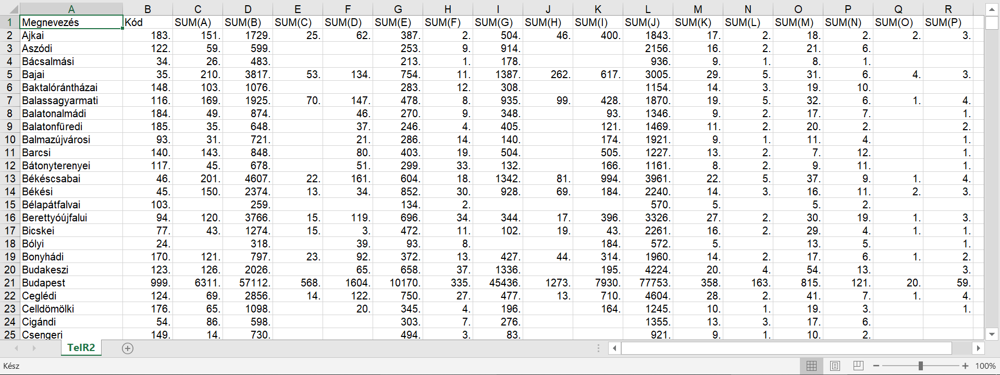 A B C D E F G H I J K L M N O P Q R
1 Megnevezés Kód SUM(A) SUM(B) SUM(C) SUM(D) SUM(E) SUM(F) SUM(G) SUM(H) SUM(I) SUM(J) SUM(K) SUM(L) SUM(M) SUM(N) SUM(O) SUM(P)
2 Ajkai 183. 151. 1729. 25. 62. 387. 2. 504. 46. 400. 1843. 17. 2. 18. 2. 2. 3.
3 Aszódi 122. 59. 599. 253. 9. 914. 2156. 16. 2. 21. 6.
4 Bácsalmási 34. 26. 483. 213. 1. 178. 936. 9. 1. 8. 1.
5 Bajai 35. 210. 3817. 53. 134. 754. 11. 1387. 262. 617. 3005. 29. 5. 31. 6. 4. 3.
6 Baktalórántházai 148. 103. 1076. 283. 12. 308. 1154. 14. 3. 19. 10.
7 Balassagyarmati 116. 169. 1925. 70. 147. 478. 8. 935. 99. 428. 1870. 19. 5. 32. 6. 1. 4.
8 Balatonalmádi 184. 49. 874. 46. 270. 9. 348. 93. 1346. 9. 2. 17. 7. 1.
9 Balatonfüredi 185. 35. 648. 37. 246. 4. 405. 121. 1469. 11. 2. 20. 2. 2.
10 Balmazújvárosi 93. 31. 721. 21. 286. 14. 140. 174. 1921. 9. 1. 11. 4. 1.
11 Barcsi 140. 143. 848. 80. 403. 19. 504. 505. 1227. 13. 2. 7. 12. 1.
12 Bátonyterenyei 117. 45. 678. 51. 299. 33. 132. 166. 1161. 8. 2. 9. 11. 1.
13 Békéscsabai 46. 201. 4607. 22. 161. 604. 18. 1342. 81. 994. 3961. 22. 5. 37. 9. 1. 4.
14 Békési 45. 150. 2374. 13. 34. 852. 30. 928. 69. 184. 2240. 14. 3. 16. 11. 2. 3.
15 Bélapátfalvai 103. 259. 134. 2. 570. 5. 5. 2.
16 Berettyóújfalui 94. 120. 3766. 15. 119. 696. 34. 344. 17. 396. 3326. 27. 2. 30. 19. 1. 3.
17 Bicskei 77. 43. 1274. 15. 3. 472. 11. 102. 19. 43. 2261. 16. 2. 29. 4. 1. 1.
18 Bólyi 24. 318. 39. 93. 8. 184. 572. 5. 13. 5. 1.
19 Bonyhádi 170. 121. 797. 23. 92. 372. 13. 427. 44. 314. 1960. 14. 2. 17. 6. 1. 2.
20 Budakeszi 123. 126. 2026. 65. 658. 37. 1336. 195. 4224. 20. 4. 54. 13. 3.
21 Budapest 999. 6311. 57112. 568. 1604. 10170. 335. 45436. 1273. 7930. 77753. 358. 163. 815. 121. 20. 59.
22 Ceglédi 124. 69. 2856. 14. 122. 750. 27. 477. 13. 710. 4604. 28. 2. 41. 7. 1. 4.
23 Celldömölki 176. 65. 1098. 20. 345. 4. 196. 164. 1245. 10. 1. 19. 3. 1.
24 Cigándi 54. 86. 598. 303. 7. 276. 1355. 13. 3. 17. 6.
25 Csengeri 149. 14. 730. 494. 3. 83. 921. 9. 1. 10. 2.
TeIR2
Kész 100%